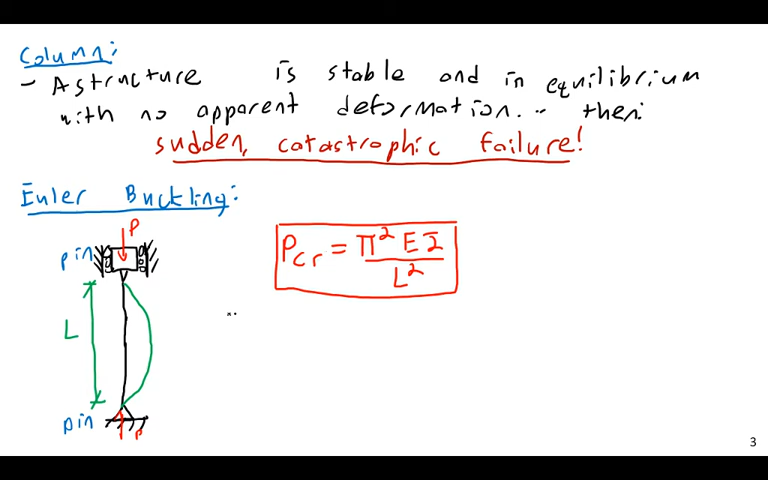 Column:
- A structure is stable and in equilibrium
with no apparent deformation... then:
sudden, catastrophic failure!
Euler Buckling:
P
pin
Pcr = π² E I / L²
L
pin
P
3